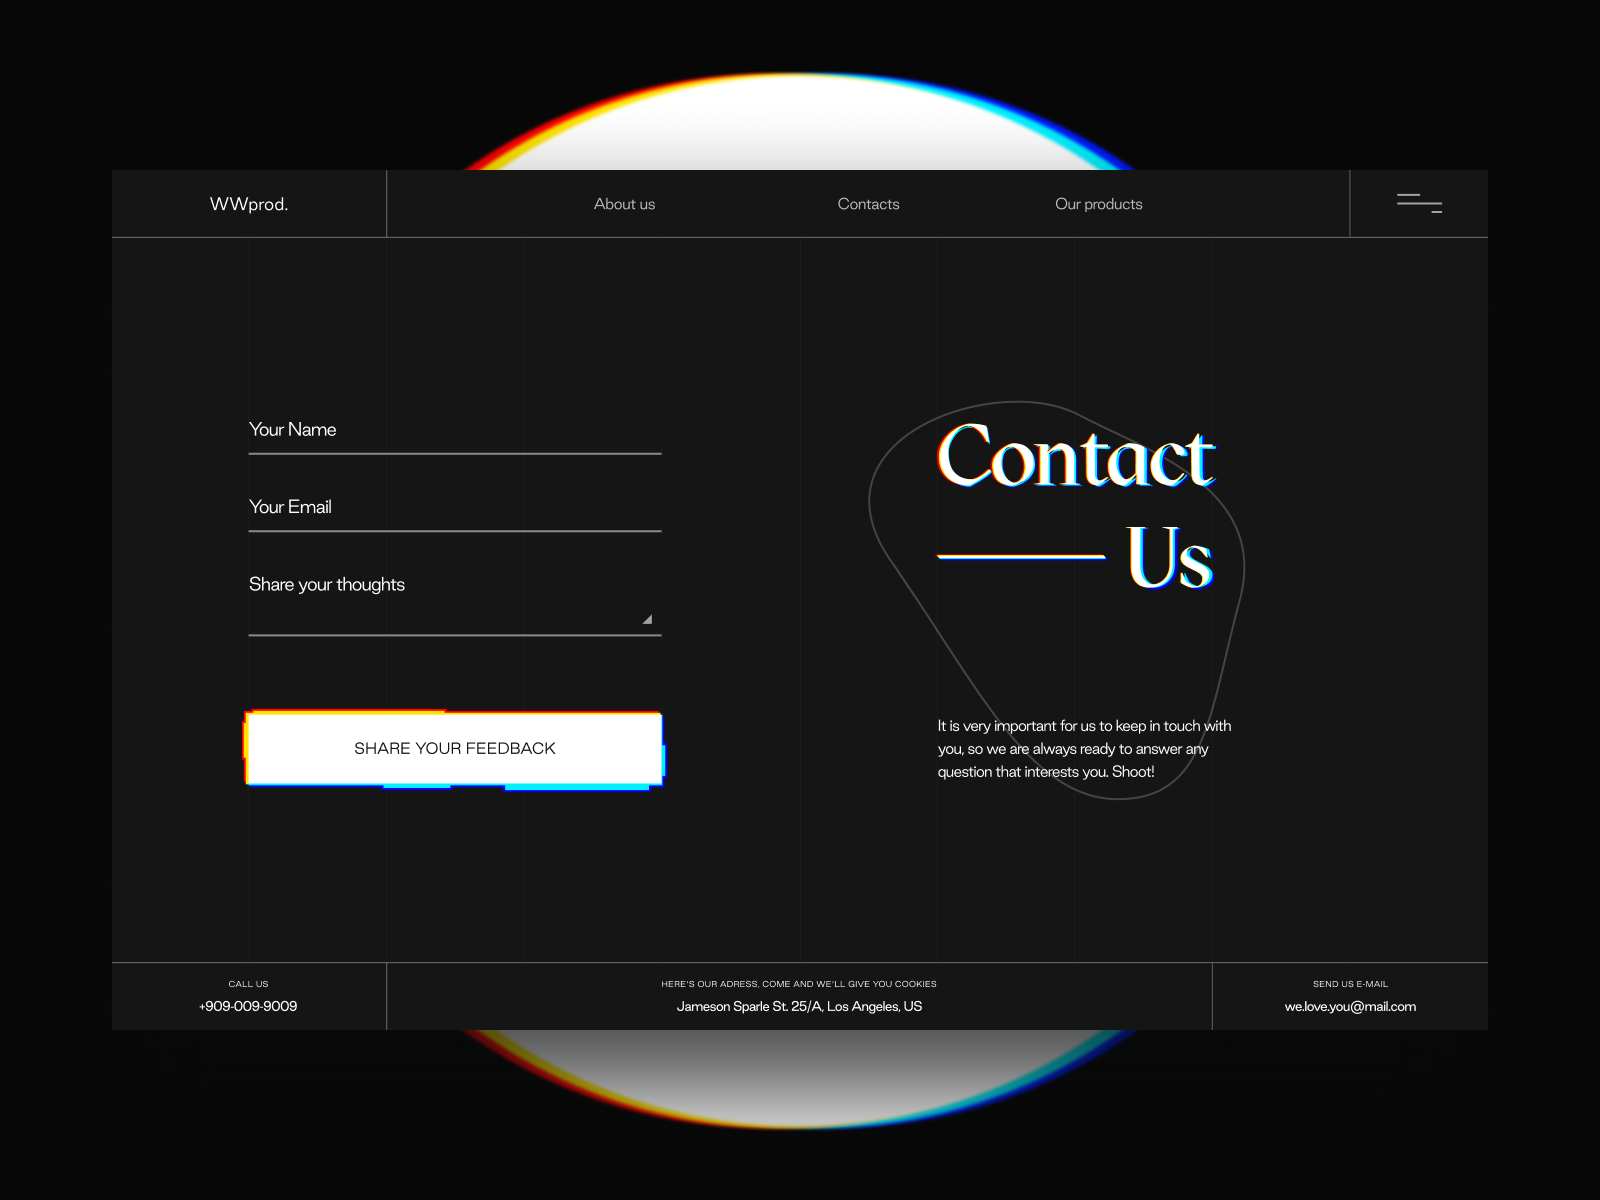 WWprod.
About us
Contacts
Our products
Your Name
Your Email
Share your thoughts
SHARE YOUR FEEDBACK
Contact
Us
It is very important for us to keep in touch with
you, so we are always ready to answer any
question that interests you. Shoot!
CALL US
+909-009-9009
HERE'S OUR ADRESS, COME AND WE'LL GIVE YOU COOKIES
Jameson Sparle St. 25/A, Los Angeles, US
SEND US E-MAIL
we.love.you@mail.com